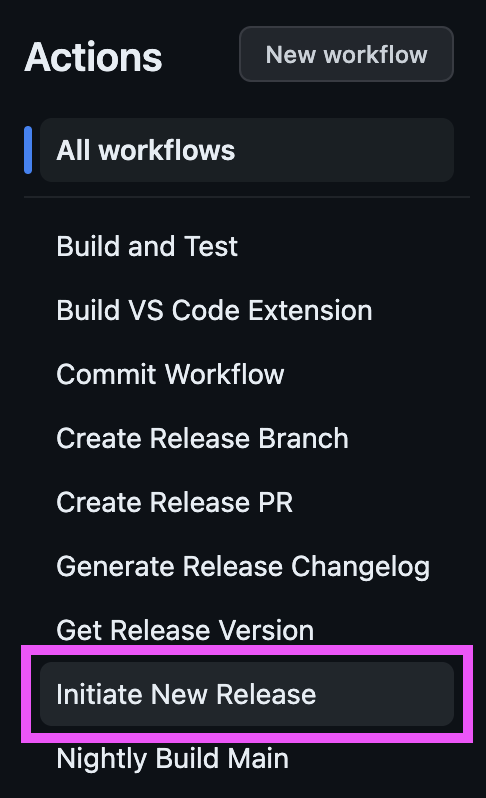 Actions
New workflow
All workflows
Build and Test
Build VS Code Extension
Commit Workflow
Create Release Branch
Create Release PR
Generate Release Changelog
Get Release Version
Initiate New Release
Nightly Build Main